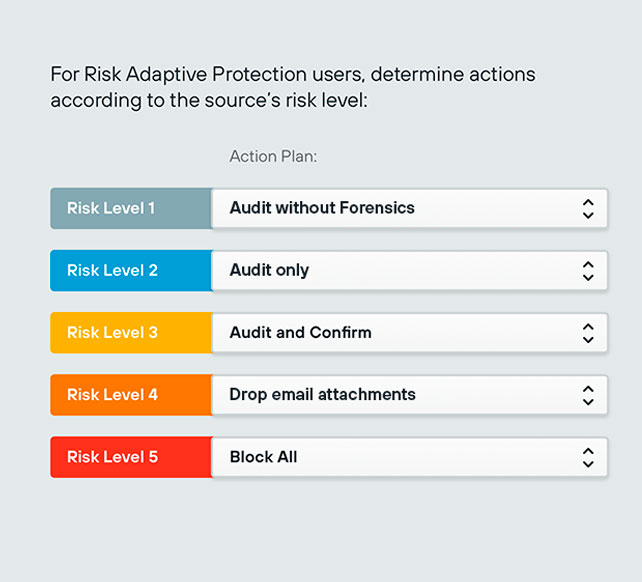 For Risk Adaptive Protection users, determine actions
according to the source's risk level:
Action Plan:
Risk Level 1 Audit without Forensics
Risk Level 2 Audit only
Risk Level 3 Audit and Confirm
Risk Level 4 Drop email attachments
Risk Level 5 Block All